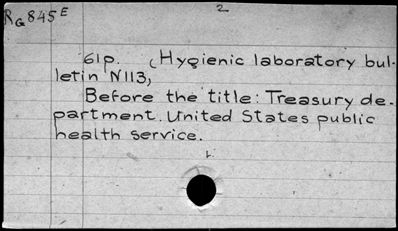 2
RG845E
61p. (Hygienic laboratory bul-
letin N113)
Before the title: Treasury de-
partment. United States public
health service.